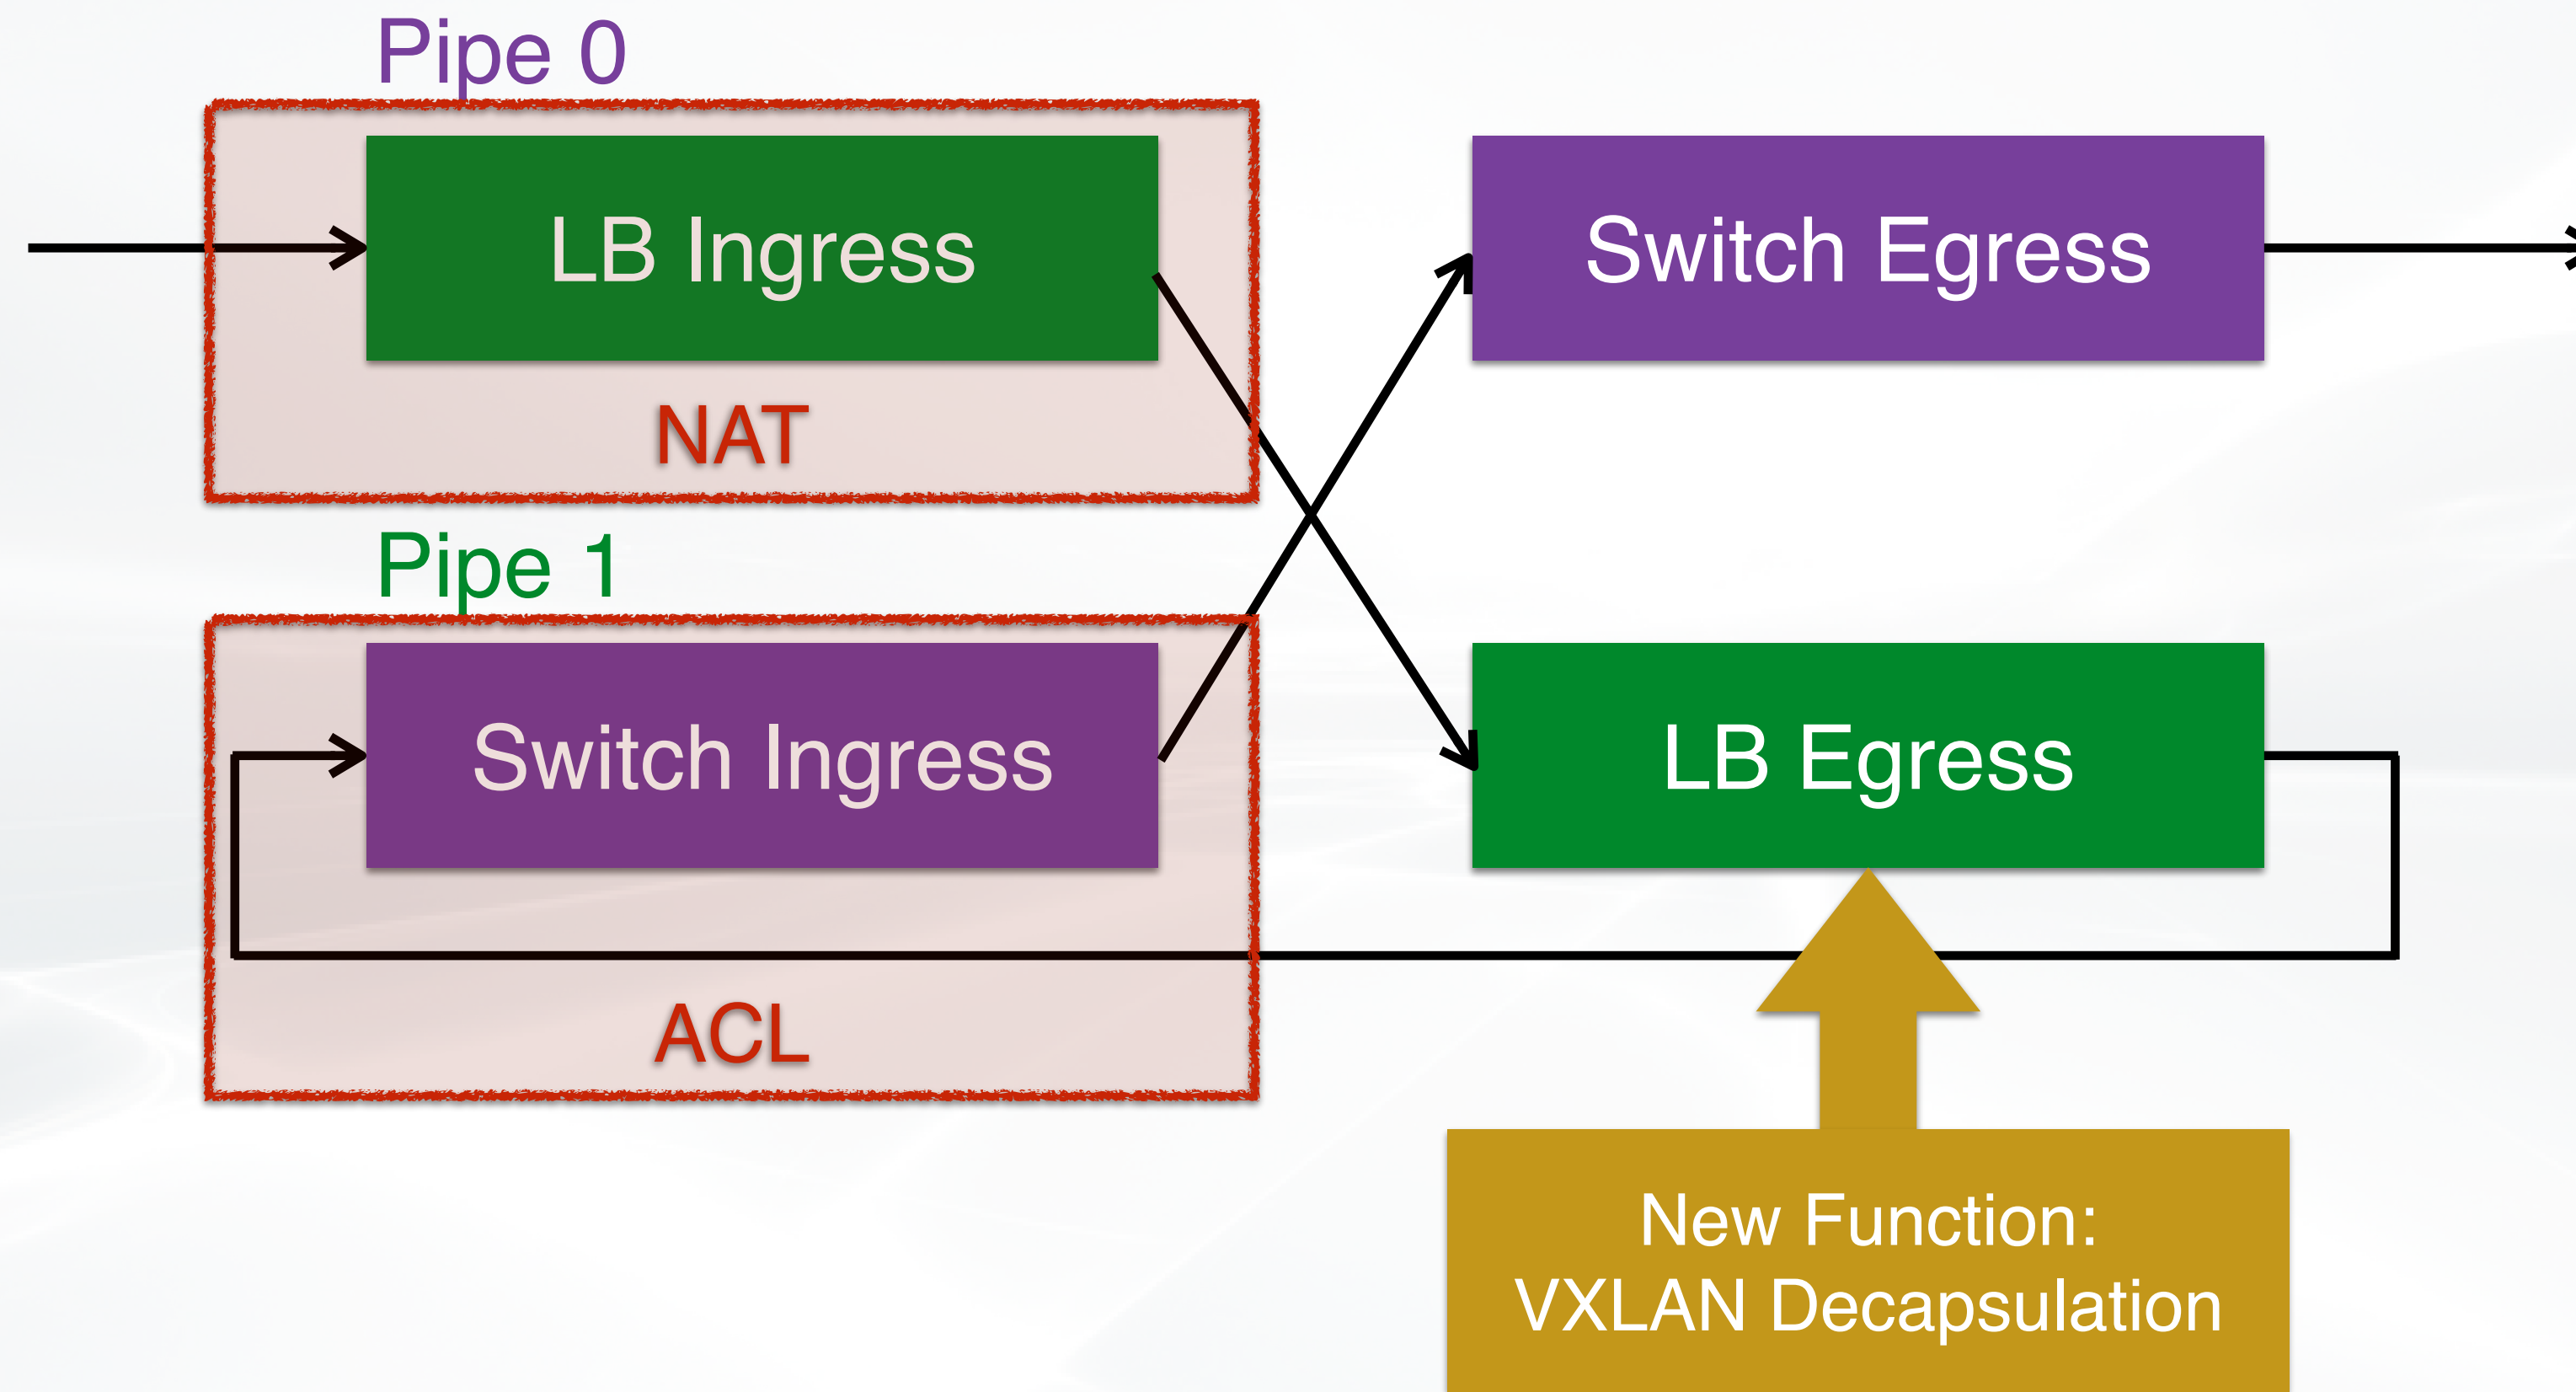 Pipe 0
LB Ingress
Switch Egress
NAT
Pipe 1
Switch Ingress
LB Egress
ACL
New Function:
VXLAN Decapsulation